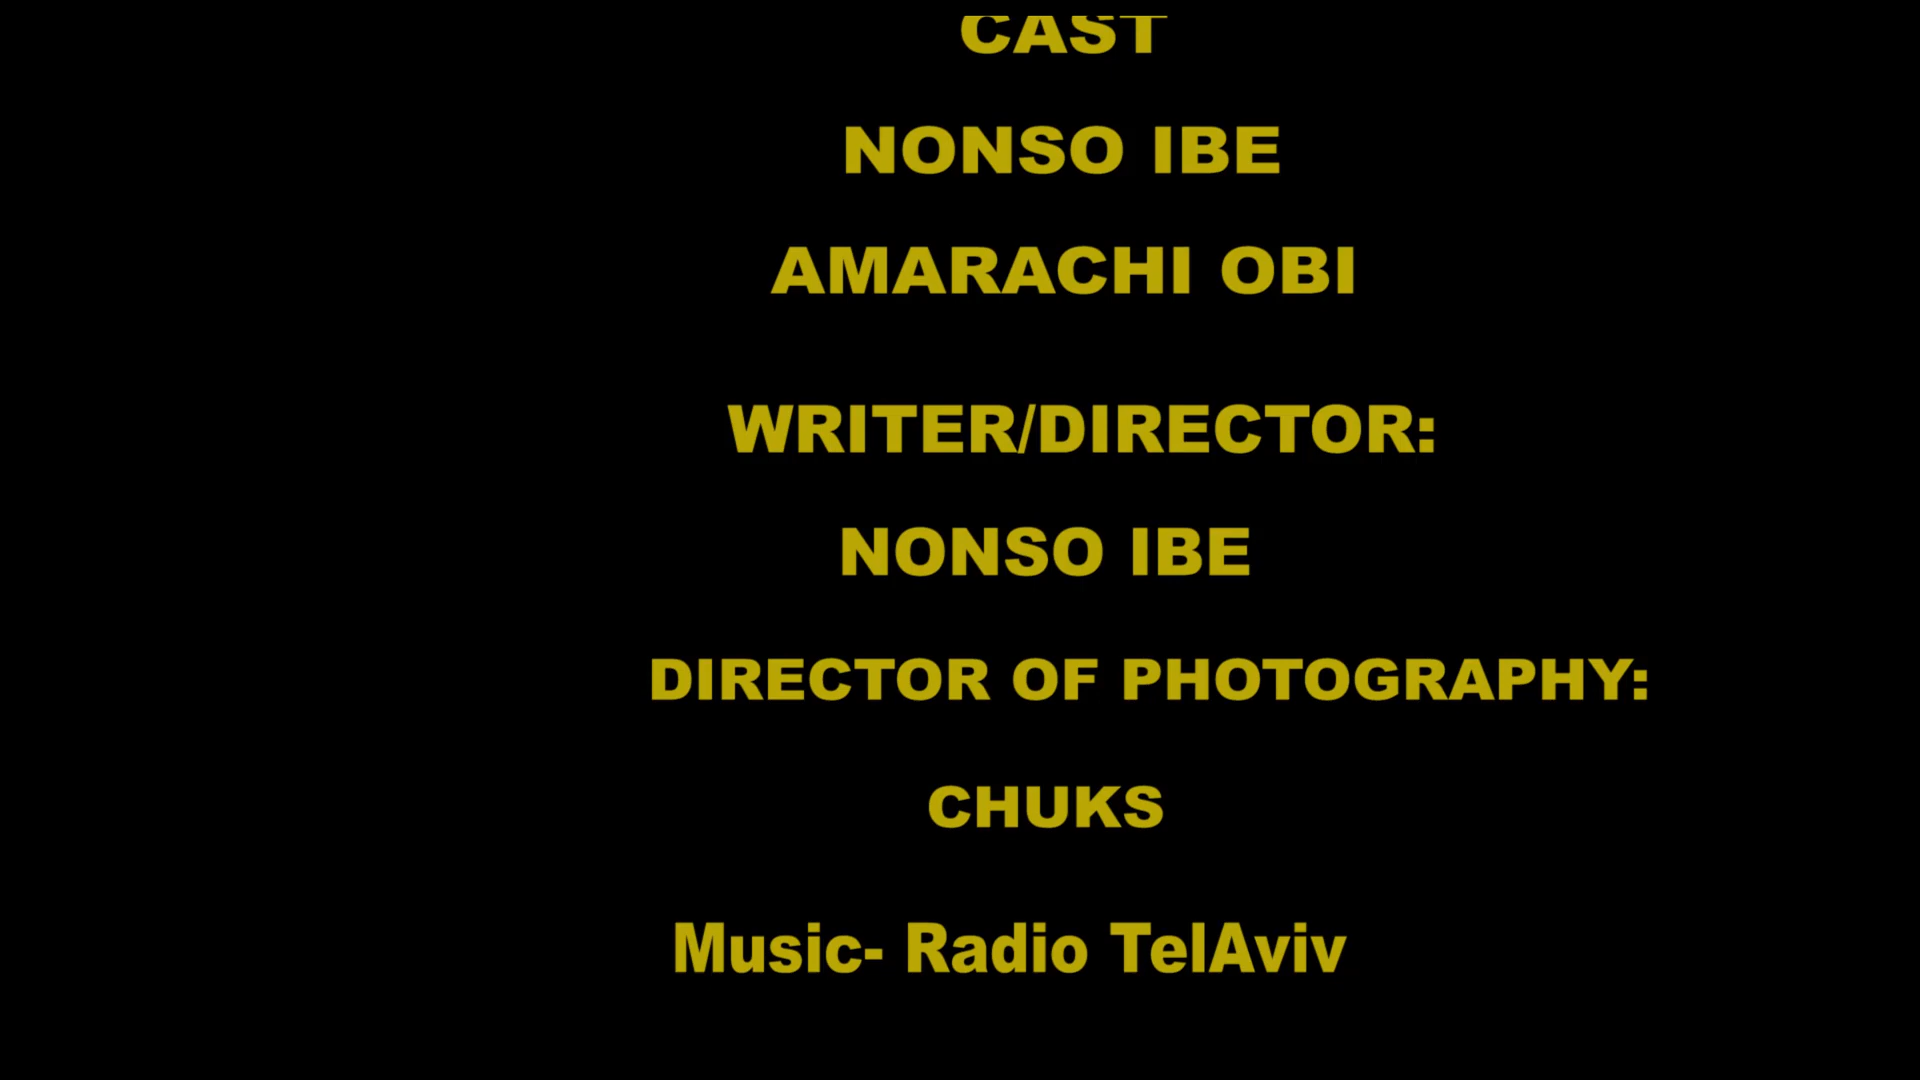 CAST
NONSO IBE
AMARACHI OBI
WRITER/DIRECTOR:
NONSO IBE
DIRECTOR OF PHOTOGRAPHY:
CHUKS
Music- Radio TelAviv